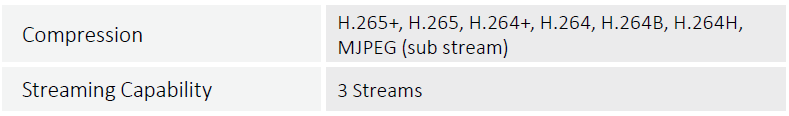 Compression
H.265+, H.265, H.264+, H.264, H.264B, H.264H,
MJPEG (sub stream)
Streaming Capability
3 Streams